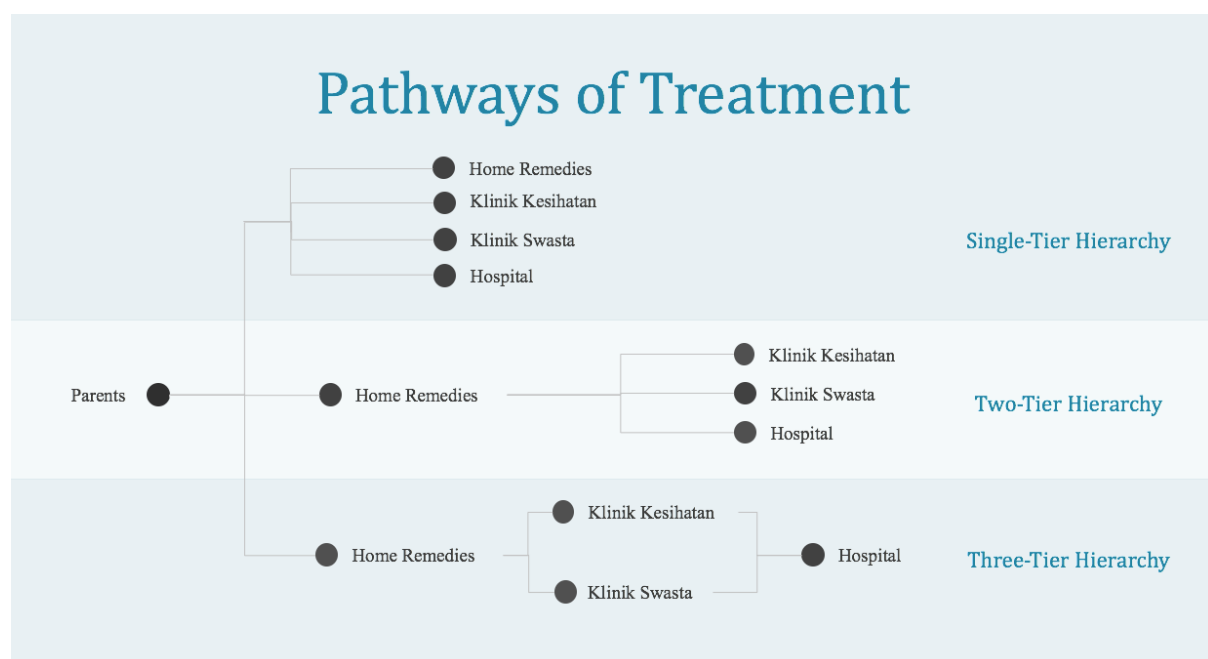 Pathways of Treatment
Home Remedies
Klinik Kesihatan
Klinik Swasta
Hospital
Single-Tier Hierarchy
Parents
Home Remedies
Klinik Kesihatan
Klinik Swasta
Hospital
Two-Tier Hierarchy
Home Remedies
Klinik Kesihatan
Klinik Swasta
Hospital
Three-Tier Hierarchy